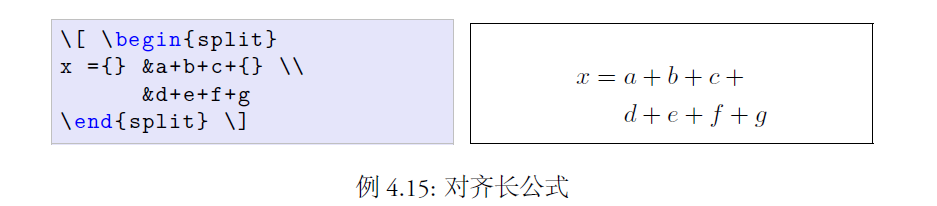 \[ \begin{split}
x ={} &a+b+c+{} \\
&d+e+f+g
\end{split} \]
x = a + b + c +
d + e + f + g
例 4.15: 对齐长公式